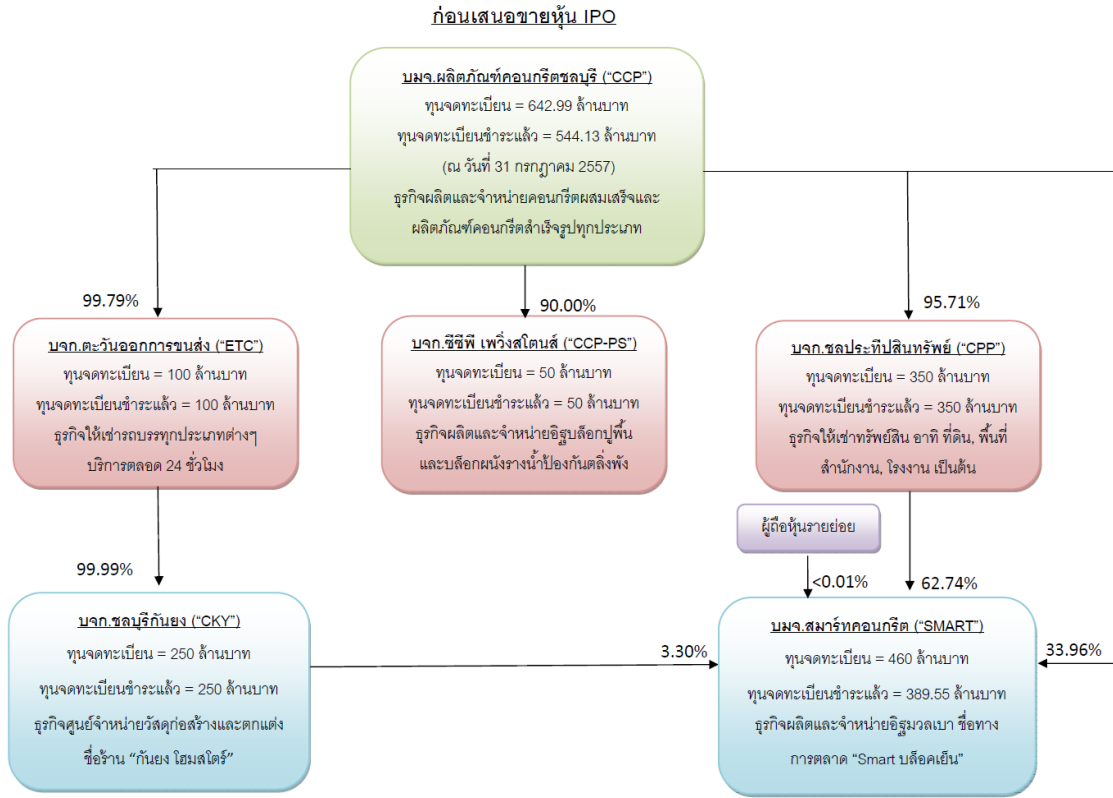 ก่อนเสนอขายหุ้น IPO
บมจ.ผลิตภัณฑ์คอนกรีตชลบุรี (“CCP”)
ทุนจดทะเบียน = 642.99 ล้านบาท
ทุนจดทะเบียนชำระแล้ว = 544.13 ล้านบาท
(ณ วันที่ 31 กรกฎาคม 2557)
ธุรกิจผลิตและจำหน่ายคอนกรีตผสมเสร็จและ
ผลิตภัณฑ์คอนกรีตสำเร็จรูปทุกประเภท
99.79%
90.00%
95.71%
บจก.ตะวันออกการขนส่ง (“ETC”)
ทุนจดทะเบียน = 100 ล้านบาท
ทุนจดทะเบียนชำระแล้ว = 100 ล้านบาท
ธุรกิจให้เช่ารถบรรทุกประเภทต่างๆ
บริการตลอด 24 ชั่วโมง
บจก.ซีซีพี เพวิ่งสโตนส์ (“CCP-PS”)
ทุนจดทะเบียน = 50 ล้านบาท
ทุนจดทะเบียนชำระแล้ว = 50 ล้านบาท
ธุรกิจผลิตและจำหน่ายอิฐบล็อกปูพื้น
และบล็อกผนังรางน้ำป้องกันตลิ่งพัง
บจก.ชลประทีปสินทรัพย์ (“CPP”)
ทุนจดทะเบียน = 350 ล้านบาท
ทุนจดทะเบียนชำระแล้ว = 350 ล้านบาท
ธุรกิจให้เช่าทรัพย์สิน อาทิ ที่ดิน, พื้นที่
สำนักงาน, โรงงาน เป็นต้น
ผู้ถือหุ้นรายย่อย
99.99%
<0.01%
62.74%
บจก.ชลบุรีกันยง (“CKY”)
ทุนจดทะเบียน = 250 ล้านบาท
ทุนจดทะเบียนชำระแล้ว = 250 ล้านบาท
ธุรกิจศูนย์จำหน่ายวัสดุก่อสร้างและตกแต่ง
ชื่อร้าน “กันยง โฮมสโตร์”
3.30%
บมจ.สมาร์ทคอนกรีต (“SMART”)
ทุนจดทะเบียน = 460 ล้านบาท
ทุนจดทะเบียนชำระแล้ว = 389.55 ล้านบาท
ธุรกิจผลิตและจำหน่ายอิฐมวลเบา ชื่อทาง
การตลาด “Smart บล็อคเย็น”
33.96%